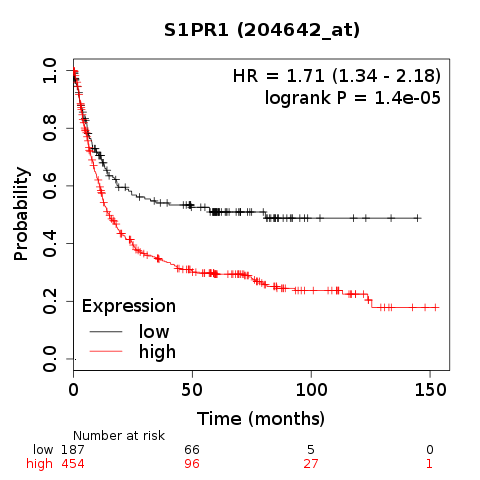 S1PR1 (204642_at)
HR = 1.71 (1.34 - 2.18)
logrank P = 1.4e-05
Probability
1.0
0.8
0.6
0.4
0.2
0.0
Expression
low
high
0 50 100 150
Time (months)
Number at risk
low 187 66 5 0
high 454 96 27 1